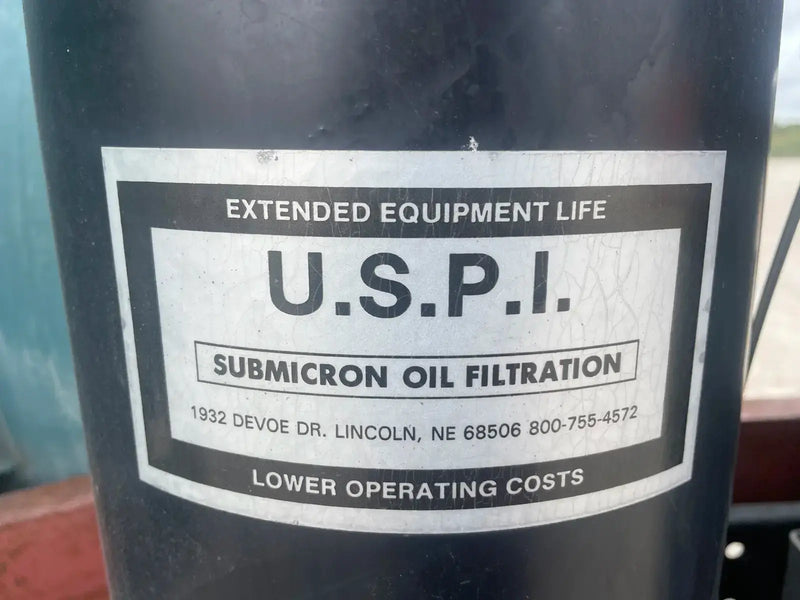 EXTENDED EQUIPMENT LIFE
U.S.P.I.
SUBMICRON OIL FILTRATION
1932 DEVOE DR. LINCOLN, NE 68506 800-755-4572
LOWER OPERATING COSTS